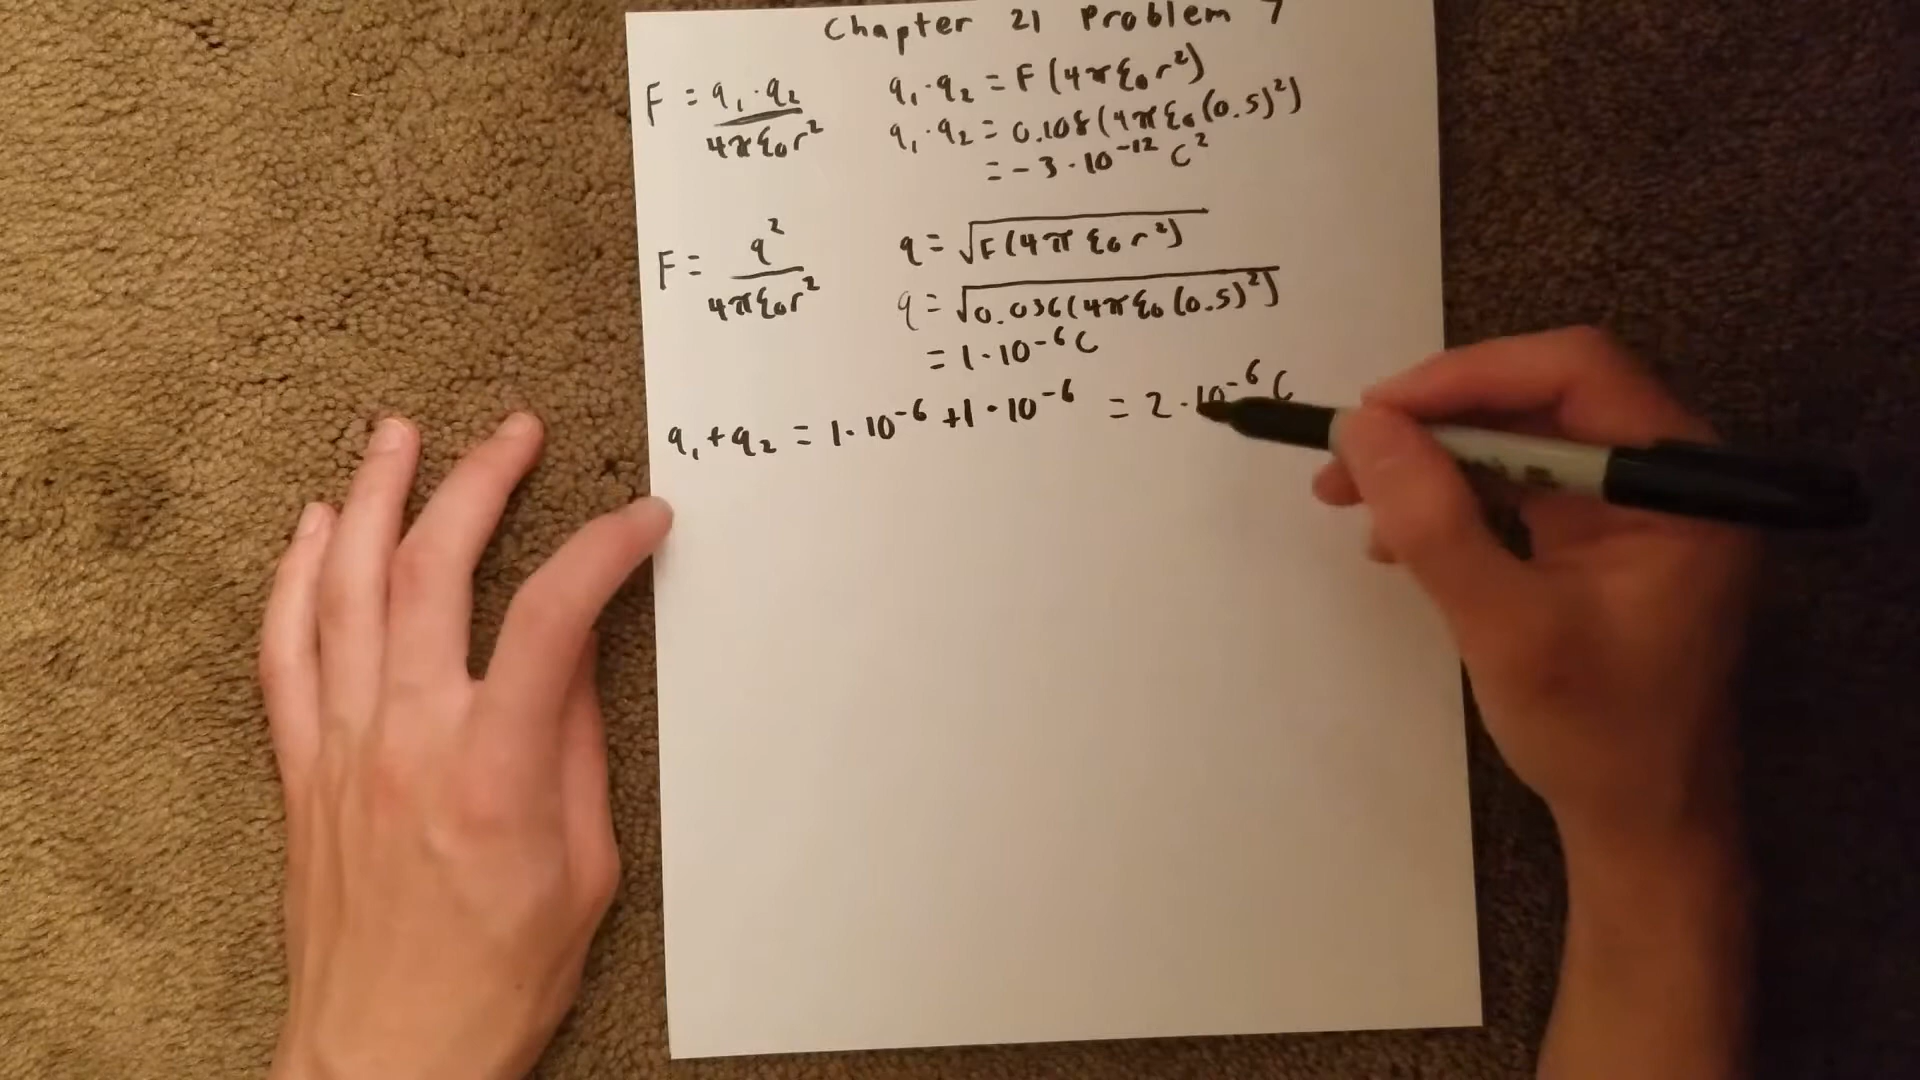 Chapter 21 Problem 7
F = q₁·q₂ / 4πε₀r²
q₁·q₂ = F(4πε₀r²)
q₁·q₂ = 0.108(4πε₀(0.5)²)
= -3·10⁻¹² C²
F = q² / 4πε₀r²
q = √F(4πε₀r²)
q = √0.036(4πε₀(0.5)²)
= 1·10⁻⁶ C
q₁+q₂ = 1·10⁻⁶ +1·10⁻⁶ = 2·10⁻⁶ C